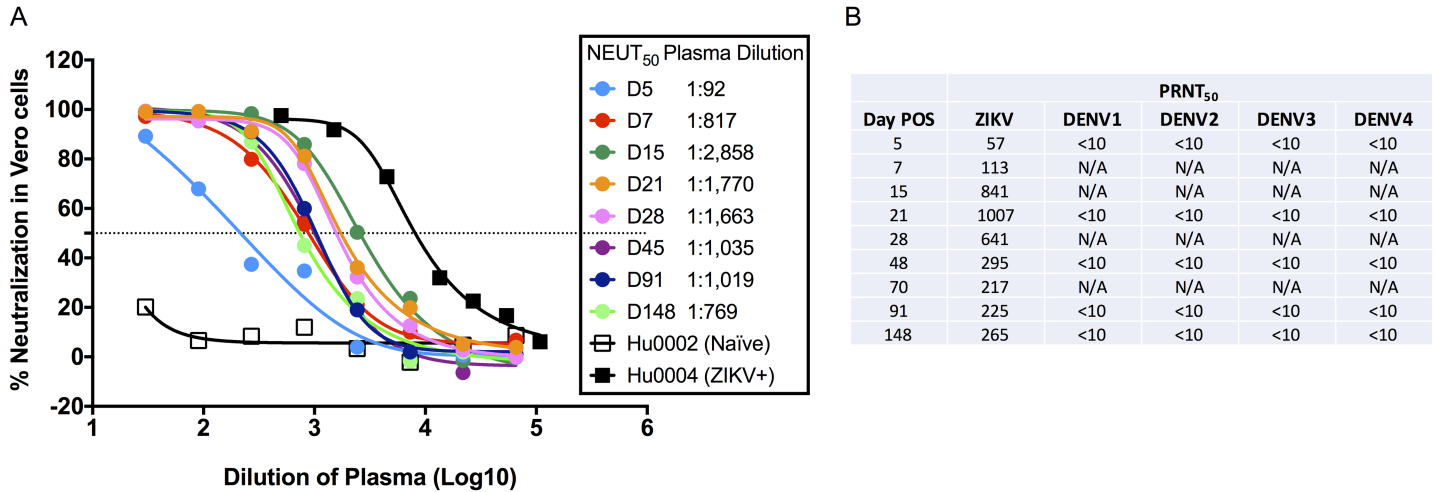 A
% Neutralization in Vero cells
120
100
80
60
40
20
0
-20
1 2 3 4 5 6
Dilution of Plasma (Log10)
NEUT50 Plasma Dilution
D5 1:92
D7 1:817
D15 1:2,858
D21 1:1,770
D28 1:1,663
D45 1:1,035
D91 1:1,019
D148 1:769
Hu0002 (Naïve)
Hu0004 (ZIKV+)
B
PRNT50
Day POS ZIKV DENV1 DENV2 DENV3 DENV4
5 57 <10 <10 <10 <10
7 113 N/A N/A N/A N/A
15 841 N/A N/A N/A N/A
21 1007 <10 <10 <10 <10
28 641 N/A N/A N/A N/A
48 295 <10 <10 <10 <10
70 217 N/A N/A N/A N/A
91 225 <10 <10 <10 <10
148 265 <10 <10 <10 <10